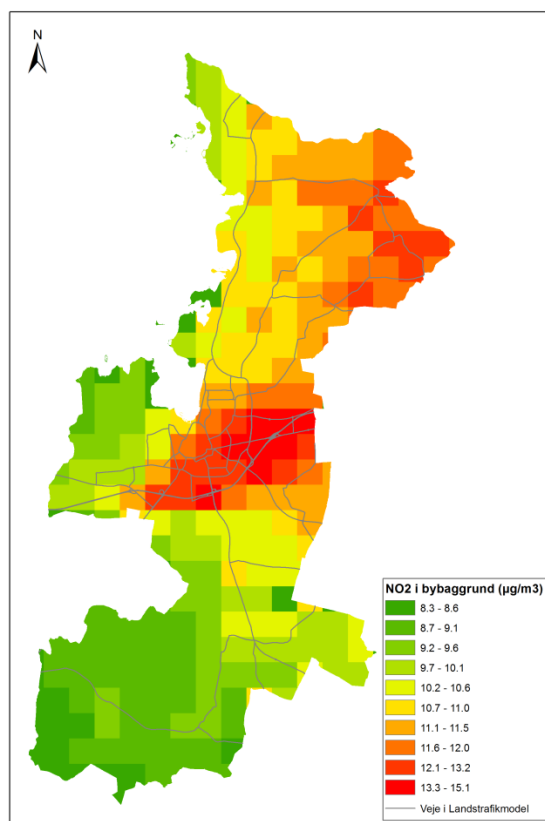 N
NO2 i bybaggrund (µg/m3)
8.3 - 8.6
8.7 - 9.1
9.2 - 9.6
9.7 - 10.1
10.2 - 10.6
10.7 - 11.0
11.1 - 11.5
11.6 - 12.0
12.1 - 13.2
13.3 - 15.1
Veje i Landstrafikmodel